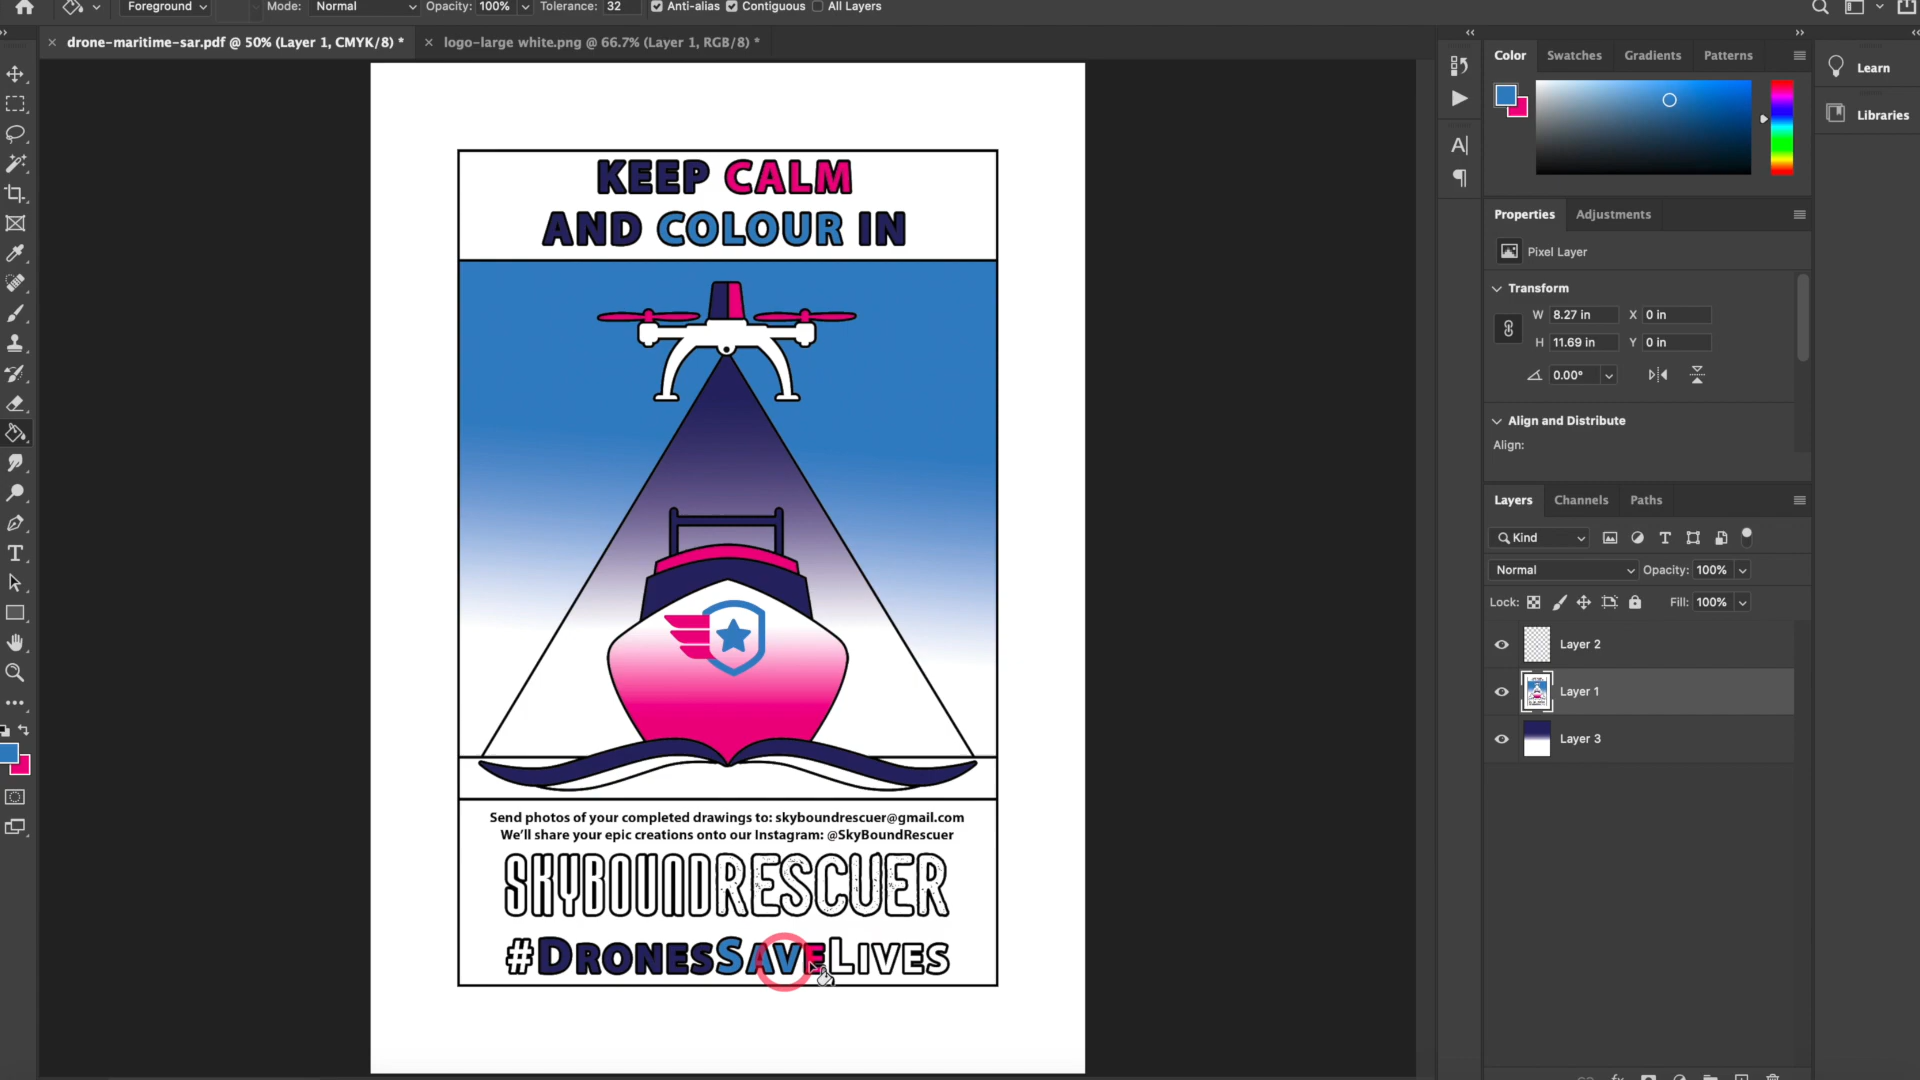 Foreground
Mode: Normal
Opacity: 100%
Tolerance: 32
Anti-alias
Contiguous
All Layers
drone-maritime-sar.pdf @ 50% (Layer 1, CMYK/8) *
logo-large white.png @ 66.7% (Layer 1, RGB/8) *
KEEP CALM
AND COLOUR IN
Send photos of your completed drawings to: skyboundrescuer@gmail.com
We'll share your epic creations onto our Instagram: @SkyBoundRescuer
SKYBOUNDRESCUER
#DRONESSAVELIVES
Color
Swatches
Gradients
Patterns
Learn
Libraries
Properties
Adjustments
Pixel Layer
Transform
W 8.27 in X 0 in
H 11.69 in Y 0 in
0.00°
Align and Distribute
Align:
Layers
Channels
Paths
Kind
Normal
Opacity: 100%
Lock:
Fill: 100%
Layer 2
Layer 1
Layer 3